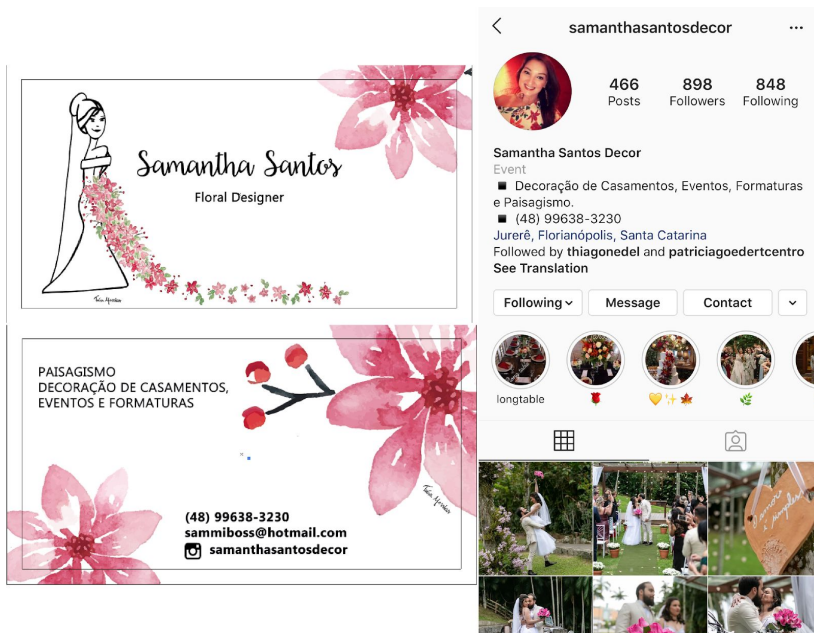 Samantha Santos
Floral Designer
PAISAGISMO
DECORAÇÃO DE CASAMENTOS,
EVENTOS E FORMATURAS
(48) 99638-3230
sammiboss@hotmail.com
samanthasantosdecor
samanthasantosdecor
466 898 848
Posts Followers Following
Samantha Santos Decor
Event
Decoração de Casamentos, Eventos, Formaturas
e Paisagismo.
(48) 99638-3230
Jurerê, Florianópolis, Santa Catarina
Followed by thiagonedel and patriciagoedertcentro
See Translation
Following Message Contact
longtable
O amor
é simples